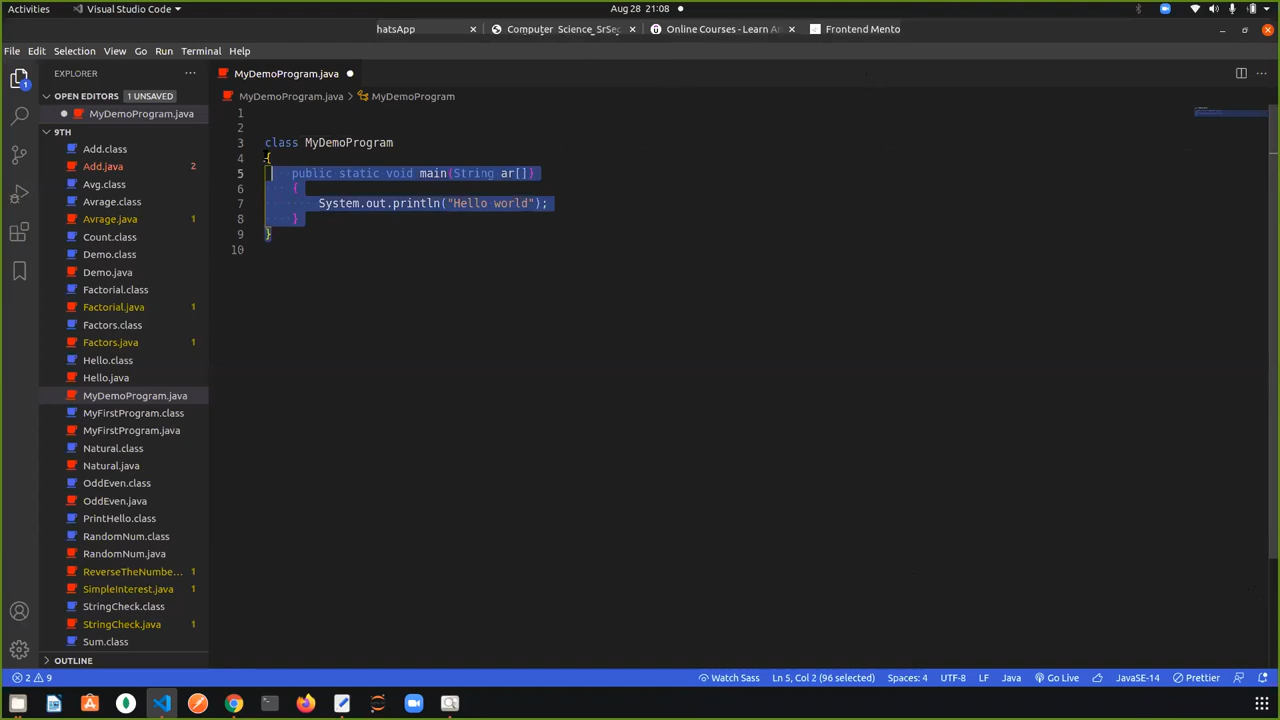 Activities
Visual Studio Code
Aug 28 21:08
hatsApp
Computer Science_SrSec
Online Courses - Learn An
Frontend Mento
File Edit Selection View Go Run Terminal Help
EXPLORER
MyDemoProgram.java
OPEN EDITORS 1 UNSAVED
MyDemoProgram.java
MyDemoProgram.java > MyDemoProgram
9TH
Add.class
Add.java 2
Avg.class
Avrage.class
Avrage.java 1
Count.class
Demo.class
Demo.java
Factorial.class
Factorial.java 1
Factors.class
Factors.java 1
Hello.class
Hello.java
MyDemoProgram.java
MyFirstProgram.class
MyFirstProgram.java
Natural.class
Natural.java
OddEven.class
OddEven.java
PrintHello.class
RandomNum.class
RandomNum.java
ReverseTheNumbe... 1
SimpleInterest.java 1
StringCheck.class
StringCheck.java 1
Sum.class
OUTLINE
1
2
3 class MyDemoProgram
4 {
5 public static void main(String ar[])
6 {
7 System.out.println("Hello world");
8 }
9 }
10
1
2 9
Watch Sass
Ln 5, Col 2 (96 selected)
Spaces: 4
UTF-8
LF
Java
Go Live
JavaSE-14
Prettier